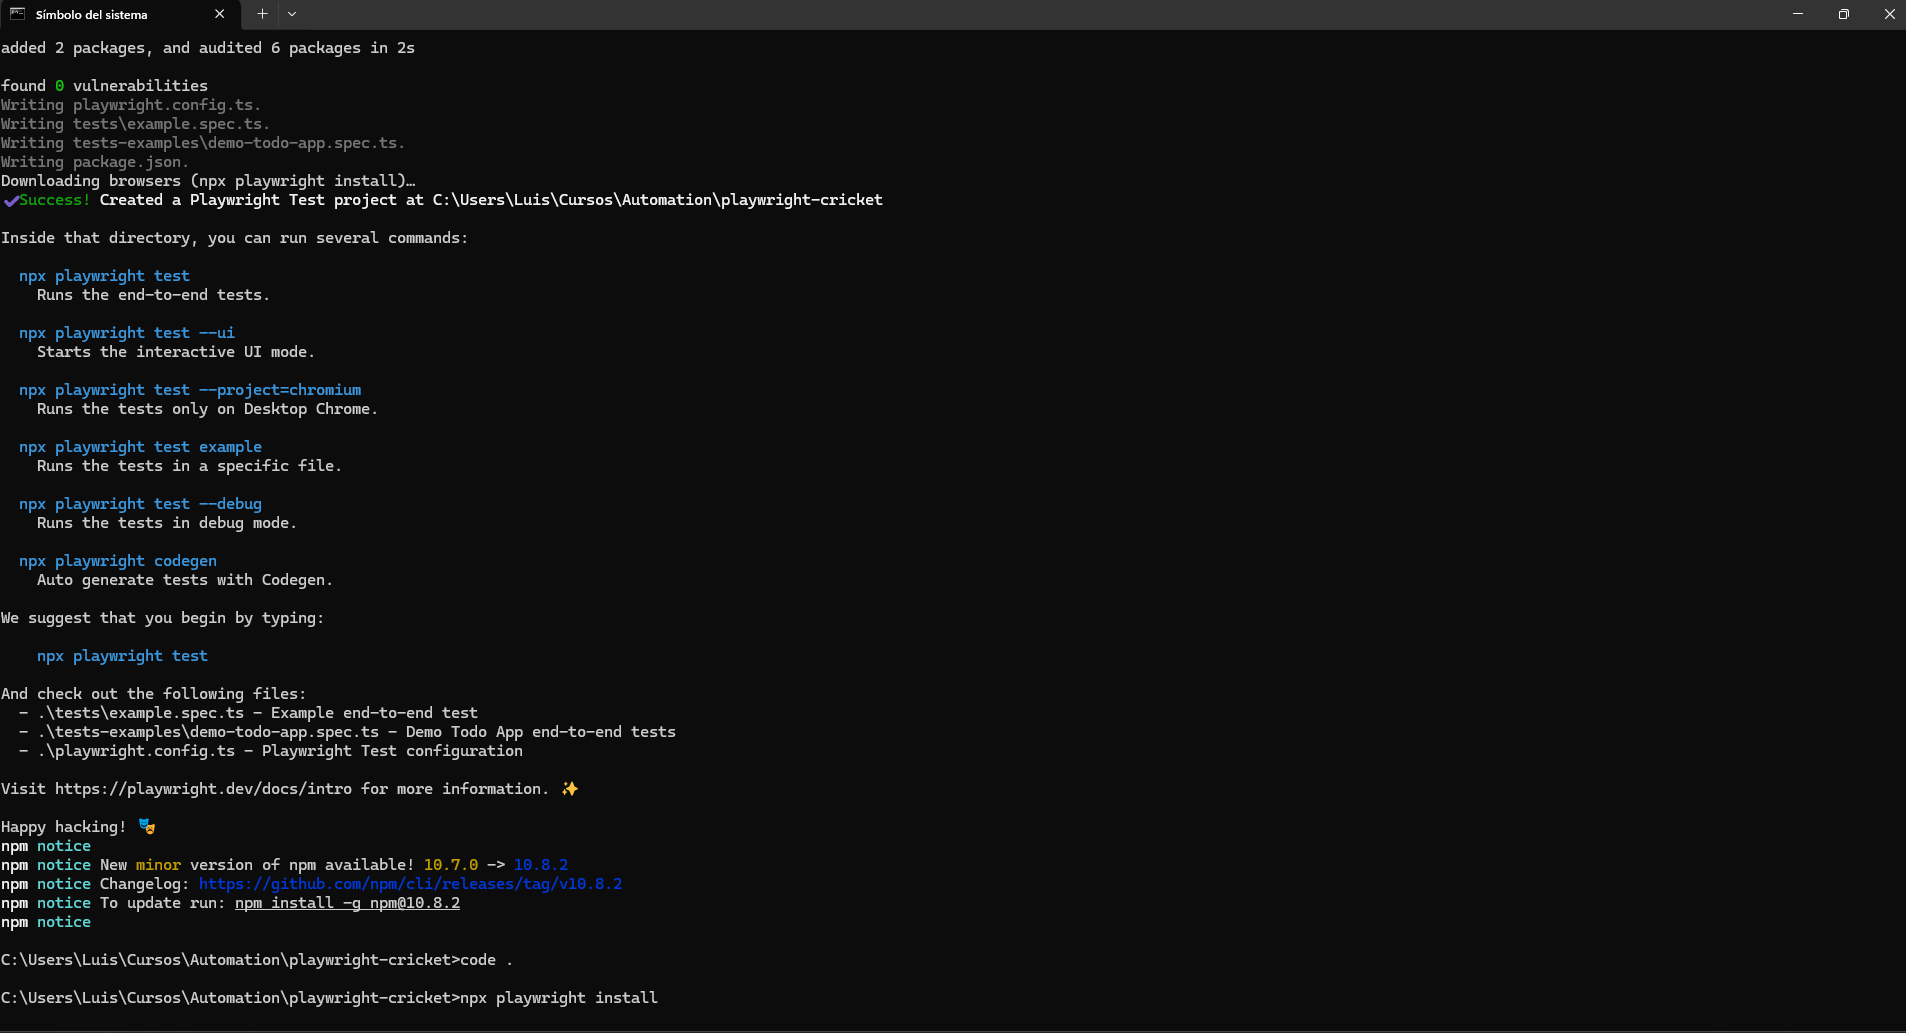 Símbolo del sistema
added 2 packages, and audited 6 packages in 2s
found 0 vulnerabilities
Writing playwright.config.ts.
Writing tests\example.spec.ts.
Writing tests-examples\demo-todo-app.spec.ts.
Writing package.json.
Downloading browsers (npx playwright install)…
✔Success! Created a Playwright Test project at C:\Users\Luis\Cursos\Automation\playwright-cricket
Inside that directory, you can run several commands:
npx playwright test
Runs the end-to-end tests.
npx playwright test --ui
Starts the interactive UI mode.
npx playwright test --project=chromium
Runs the tests only on Desktop Chrome.
npx playwright test example
Runs the tests in a specific file.
npx playwright test --debug
Runs the tests in debug mode.
npx playwright codegen
Auto generate tests with Codegen.
We suggest that you begin by typing:
npx playwright test
And check out the following files:
- .\tests\example.spec.ts - Example end-to-end test
- .\tests-examples\demo-todo-app.spec.ts - Demo Todo App end-to-end tests
- .\playwright.config.ts - Playwright Test configuration
Visit https://playwright.dev/docs/intro for more information. ✨
Happy hacking! 🎭
npm notice
npm notice New minor version of npm available! 10.7.0 -> 10.8.2
npm notice Changelog: https://github.com/npm/cli/releases/tag/v10.8.2
npm notice To update run: npm install -g npm@10.8.2
npm notice
C:\Users\Luis\Cursos\Automation\playwright-cricket>code .
C:\Users\Luis\Cursos\Automation\playwright-cricket>npx playwright install